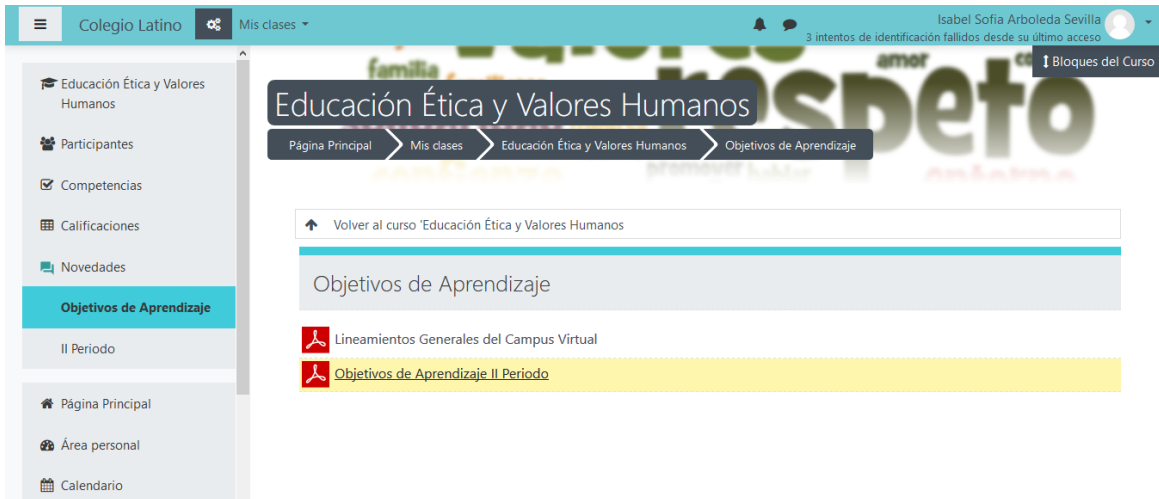 Colegio Latino
Mis clases
Isabel Sofia Arboleda Sevilla
3 intentos de identificación fallidos desde su último acceso
familia
amor
respeto
Bloques del Curso
Educación Ética y Valores Humanos
Página Principal
Mis clases
Educación Ética y Valores Humanos
Objetivos de Aprendizaje
promover
Educación Ética y Valores
Humanos
Participantes
Competencias
Calificaciones
Novedades
Objetivos de Aprendizaje
II Periodo
Página Principal
Área personal
Calendario
Volver al curso 'Educación Ética y Valores Humanos
Objetivos de Aprendizaje
Lineamientos Generales del Campus Virtual
Objetivos de Aprendizaje II Periodo